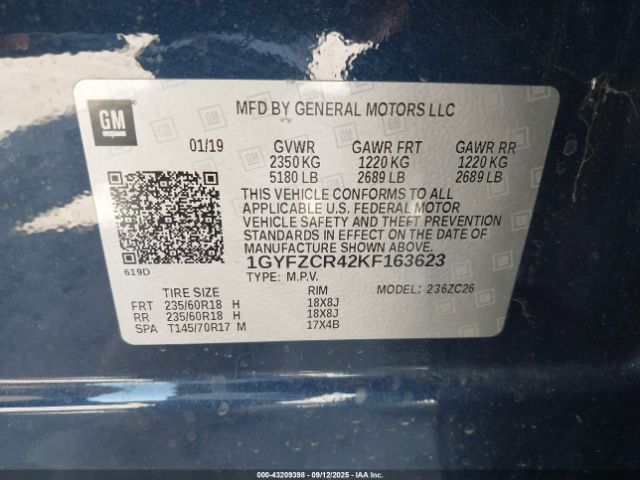 GM
MFD BY GENERAL MOTORS LLC
01/19 GVWR GAWR FRT GAWR RR
2350 KG 1220 KG 1220 KG
5180 LB 2689 LB 2689 LB
THIS VEHICLE CONFORMS TO ALL
APPLICABLE U.S. FEDERAL MOTOR
VEHICLE SAFETY AND THEFT PREVENTION
STANDARDS IN EFFECT ON THE DATE OF
MANUFACTURE SHOWN ABOVE.
1GYFZCR42KF163623
619D
TYPE: M.P.V.
MODEL: 236ZC26
TIRE SIZE RIM
FRT 235/60R18 H 18X8J
RR 235/60R18 H 18X8J
SPA T145/70R17 M 17X4B
000-43209398 - 09/12/2025 - IAAI.COM